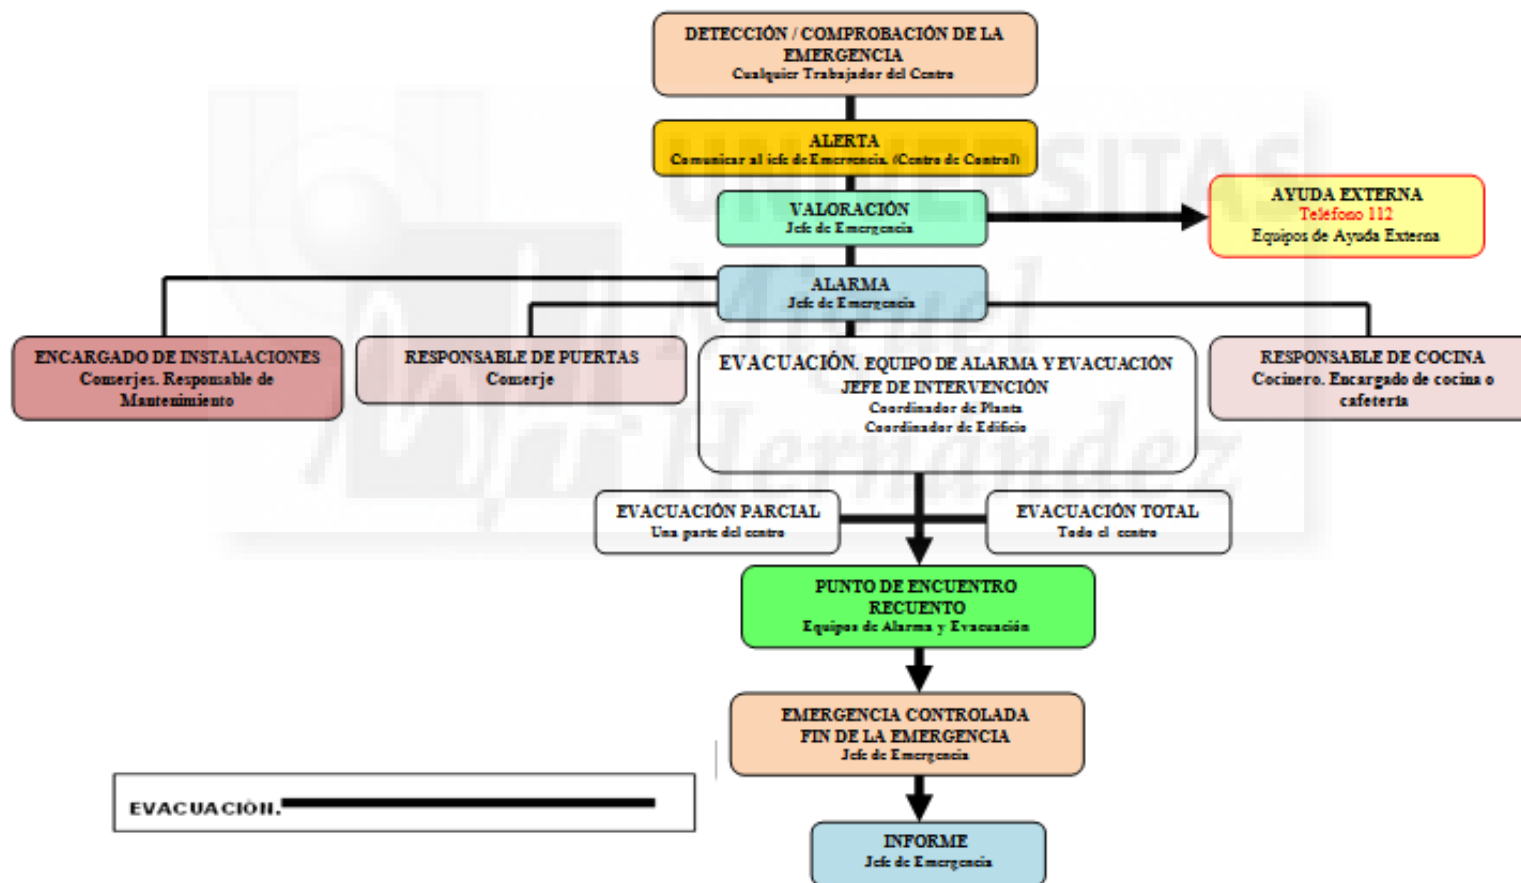 DETECCIÓN / COMPROBACIÓN DE LA
EMERGENCIA
Cualquier Trabajador del Centro
ALERTA
Comunicar al jefe de Emergencia. (Centro de Control)
VALORACIÓN
Jefe de Emergencia
AYUDA EXTERNA
Teléfono 112
Equipos de Ayuda Externa
ALARMA
Jefe de Emergencia
ENCARGADO DE INSTALACIONES
Conserjes. Responsable de
Mantenimiento
RESPONSABLE DE PUERTAS
Conserje
EVACUACIÓN. EQUIPO DE ALARMA Y EVACUACIÓN
JEFE DE INTERVENCIÓN
Coordinador de Planta
Coordinador de Edificio
RESPONSABLE DE COCINA
Cocinero. Encargado de cocina o
cafetería
EVACUACIÓN PARCIAL
Una parte del centro
EVACUACIÓN TOTAL
Todo el centro
PUNTO DE ENCUENTRO
RECUENTO
Equipos de Alarma y Evacuación
EMERGENCIA CONTROLADA
FIN DE LA EMERGENCIA
Jefe de Emergencia
EVACUACIÓN.
INFORME
Jefe de Emergencia
UNIVERSITAS
Miguel
Hernández